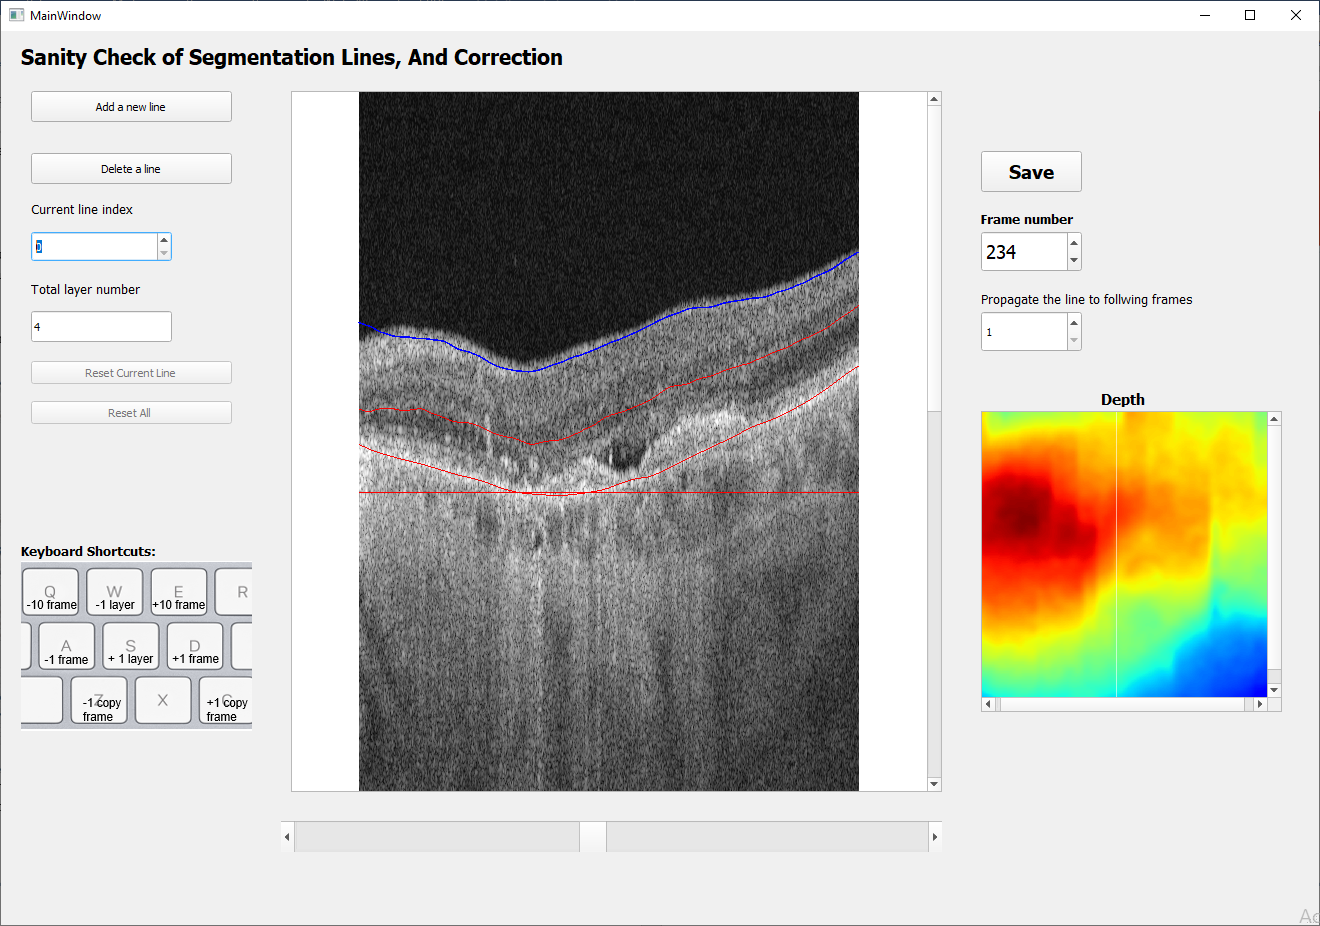 MainWindow
Sanity Check of Segmentation Lines, And Correction
Add a new line
Delete a line
Current line index
Total layer number
4
Reset Current Line
Reset All
Save
Frame number
234
Propagate the line to follwing frames
1
Depth
Keyboard Shortcuts:
Q W E R
-10 frame -1 layer +10 frame
A S D
-1 frame + 1 layer +1 frame
Z X C
-1 copy frame
+1 copy frame